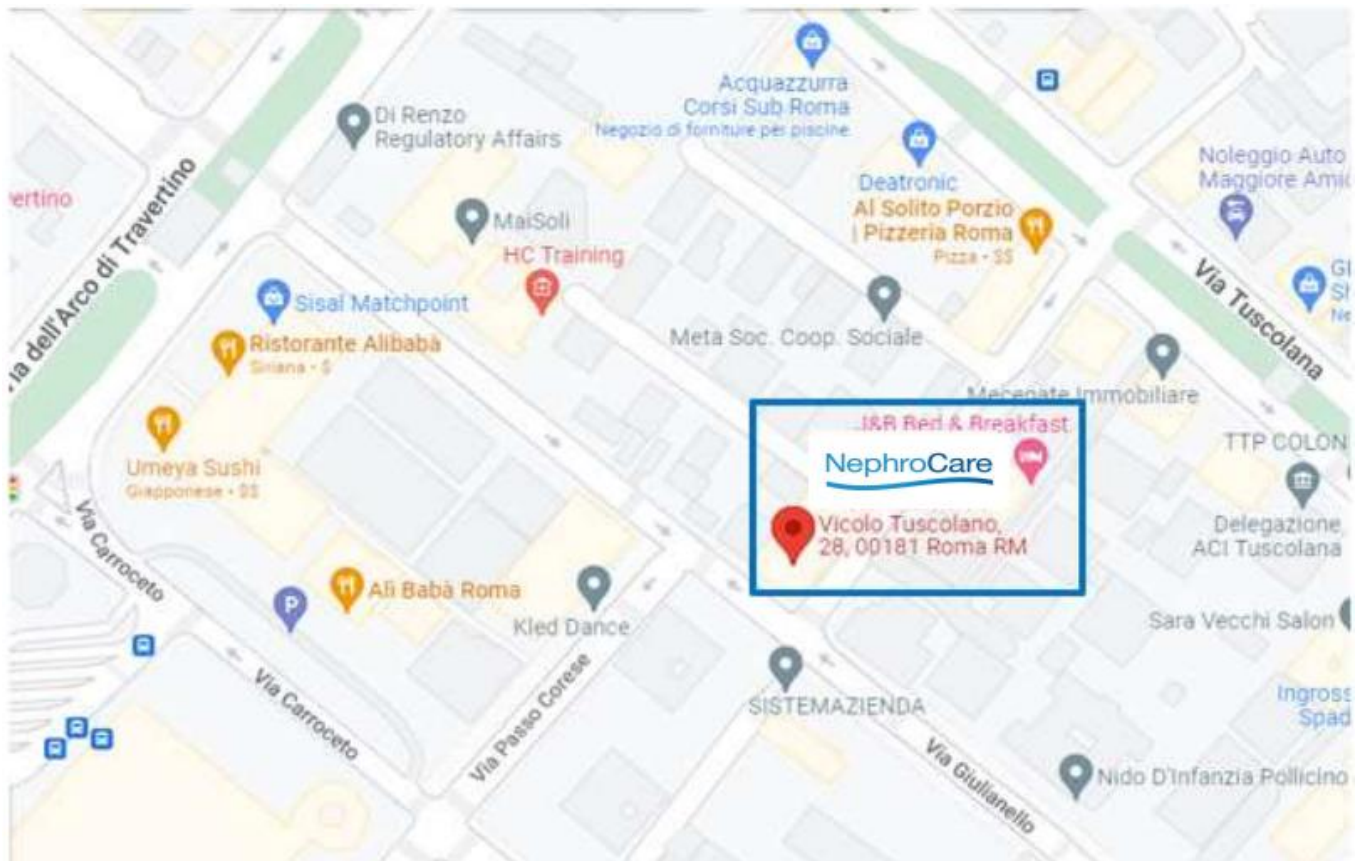 Acquazzurra
Corsi Sub Roma
Negozio di forniture per piscine
Di Renzo
Regulatory Affairs
Noleggio Auto
Maggiore
Deatronic
vertino
Al Solito Porzio
| Pizzeria Roma
Pizza - $$
MaiSoli
HC Training
dell'Arco di Travertino
Via Tuscolana
Sisal Matchpoint
Ristorante Alibabà
Siriana - $
Meta Soc. Coop. Sociale
Mecenate Immobiliare
J&B Bed & Breakfast
NephroCare
TTP COLON
Umeya Sushi
Giapponese - $$
Vicolo Tuscolano,
28, 00181 Roma RM
Delegazione
ACI Tuscolana
Via Carroceto
P
Alì Babà Roma
Kled Dance
Sara Vecchi Salon
Via Carroceto
Via Passo Corese
SISTEMAZIENDA
Ingross
Spad
Via Giulianello
Nido D'Infanzia Pollicino